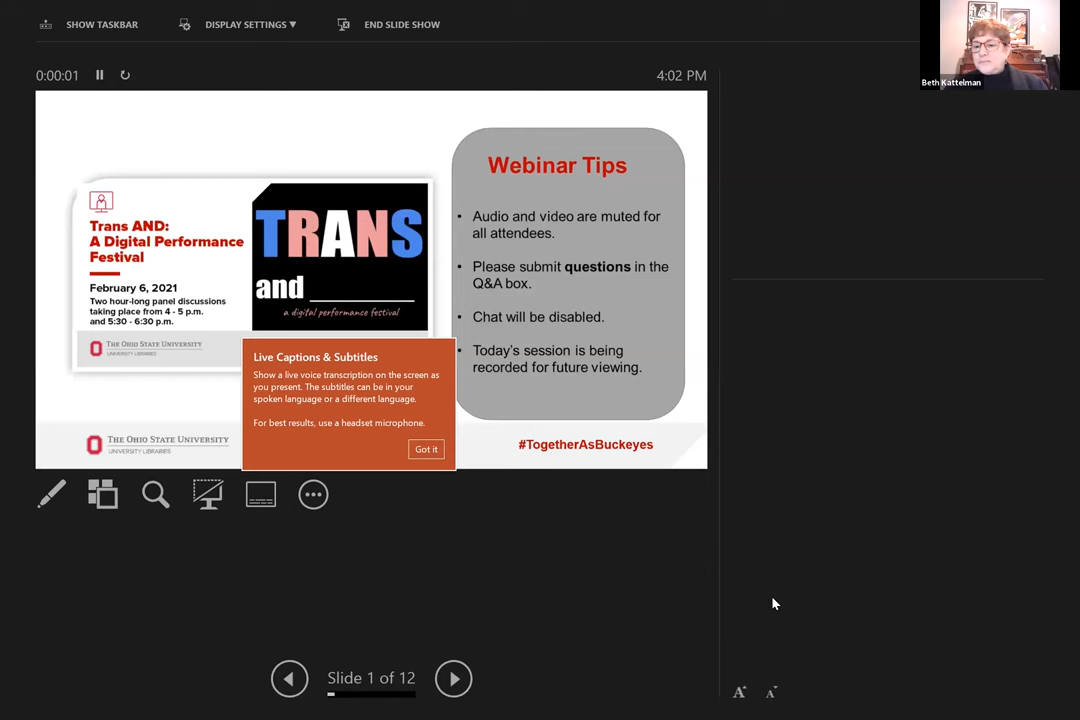 SHOW TASKBAR
DISPLAY SETTINGS ▼
END SLIDE SHOW
Beth Kattelman
0:00:01
4:02 PM
Trans AND:
A Digital Performance
Festival
February 6, 2021
Two hour-long panel discussions
taking place from 4 - 5 p.m.
and 5:30 - 6:30 p.m.
THE OHIO STATE UNIVERSITY
UNIVERSITY LIBRARIES
TRANS
and ___________
a digital performance festival
Webinar Tips
• Audio and video are muted for
all attendees.
• Please submit questions in the
Q&A box.
• Chat will be disabled.
• Today's session is being
recorded for future viewing.
Live Captions & Subtitles
Show a live voice transcription on the screen as
you present. The subtitles can be in your
spoken language or a different language.
For best results, use a headset microphone.
Got it
THE OHIO STATE UNIVERSITY
UNIVERSITY LIBRARIES
#TogetherAsBuckeyes
Slide 1 of 12
A A